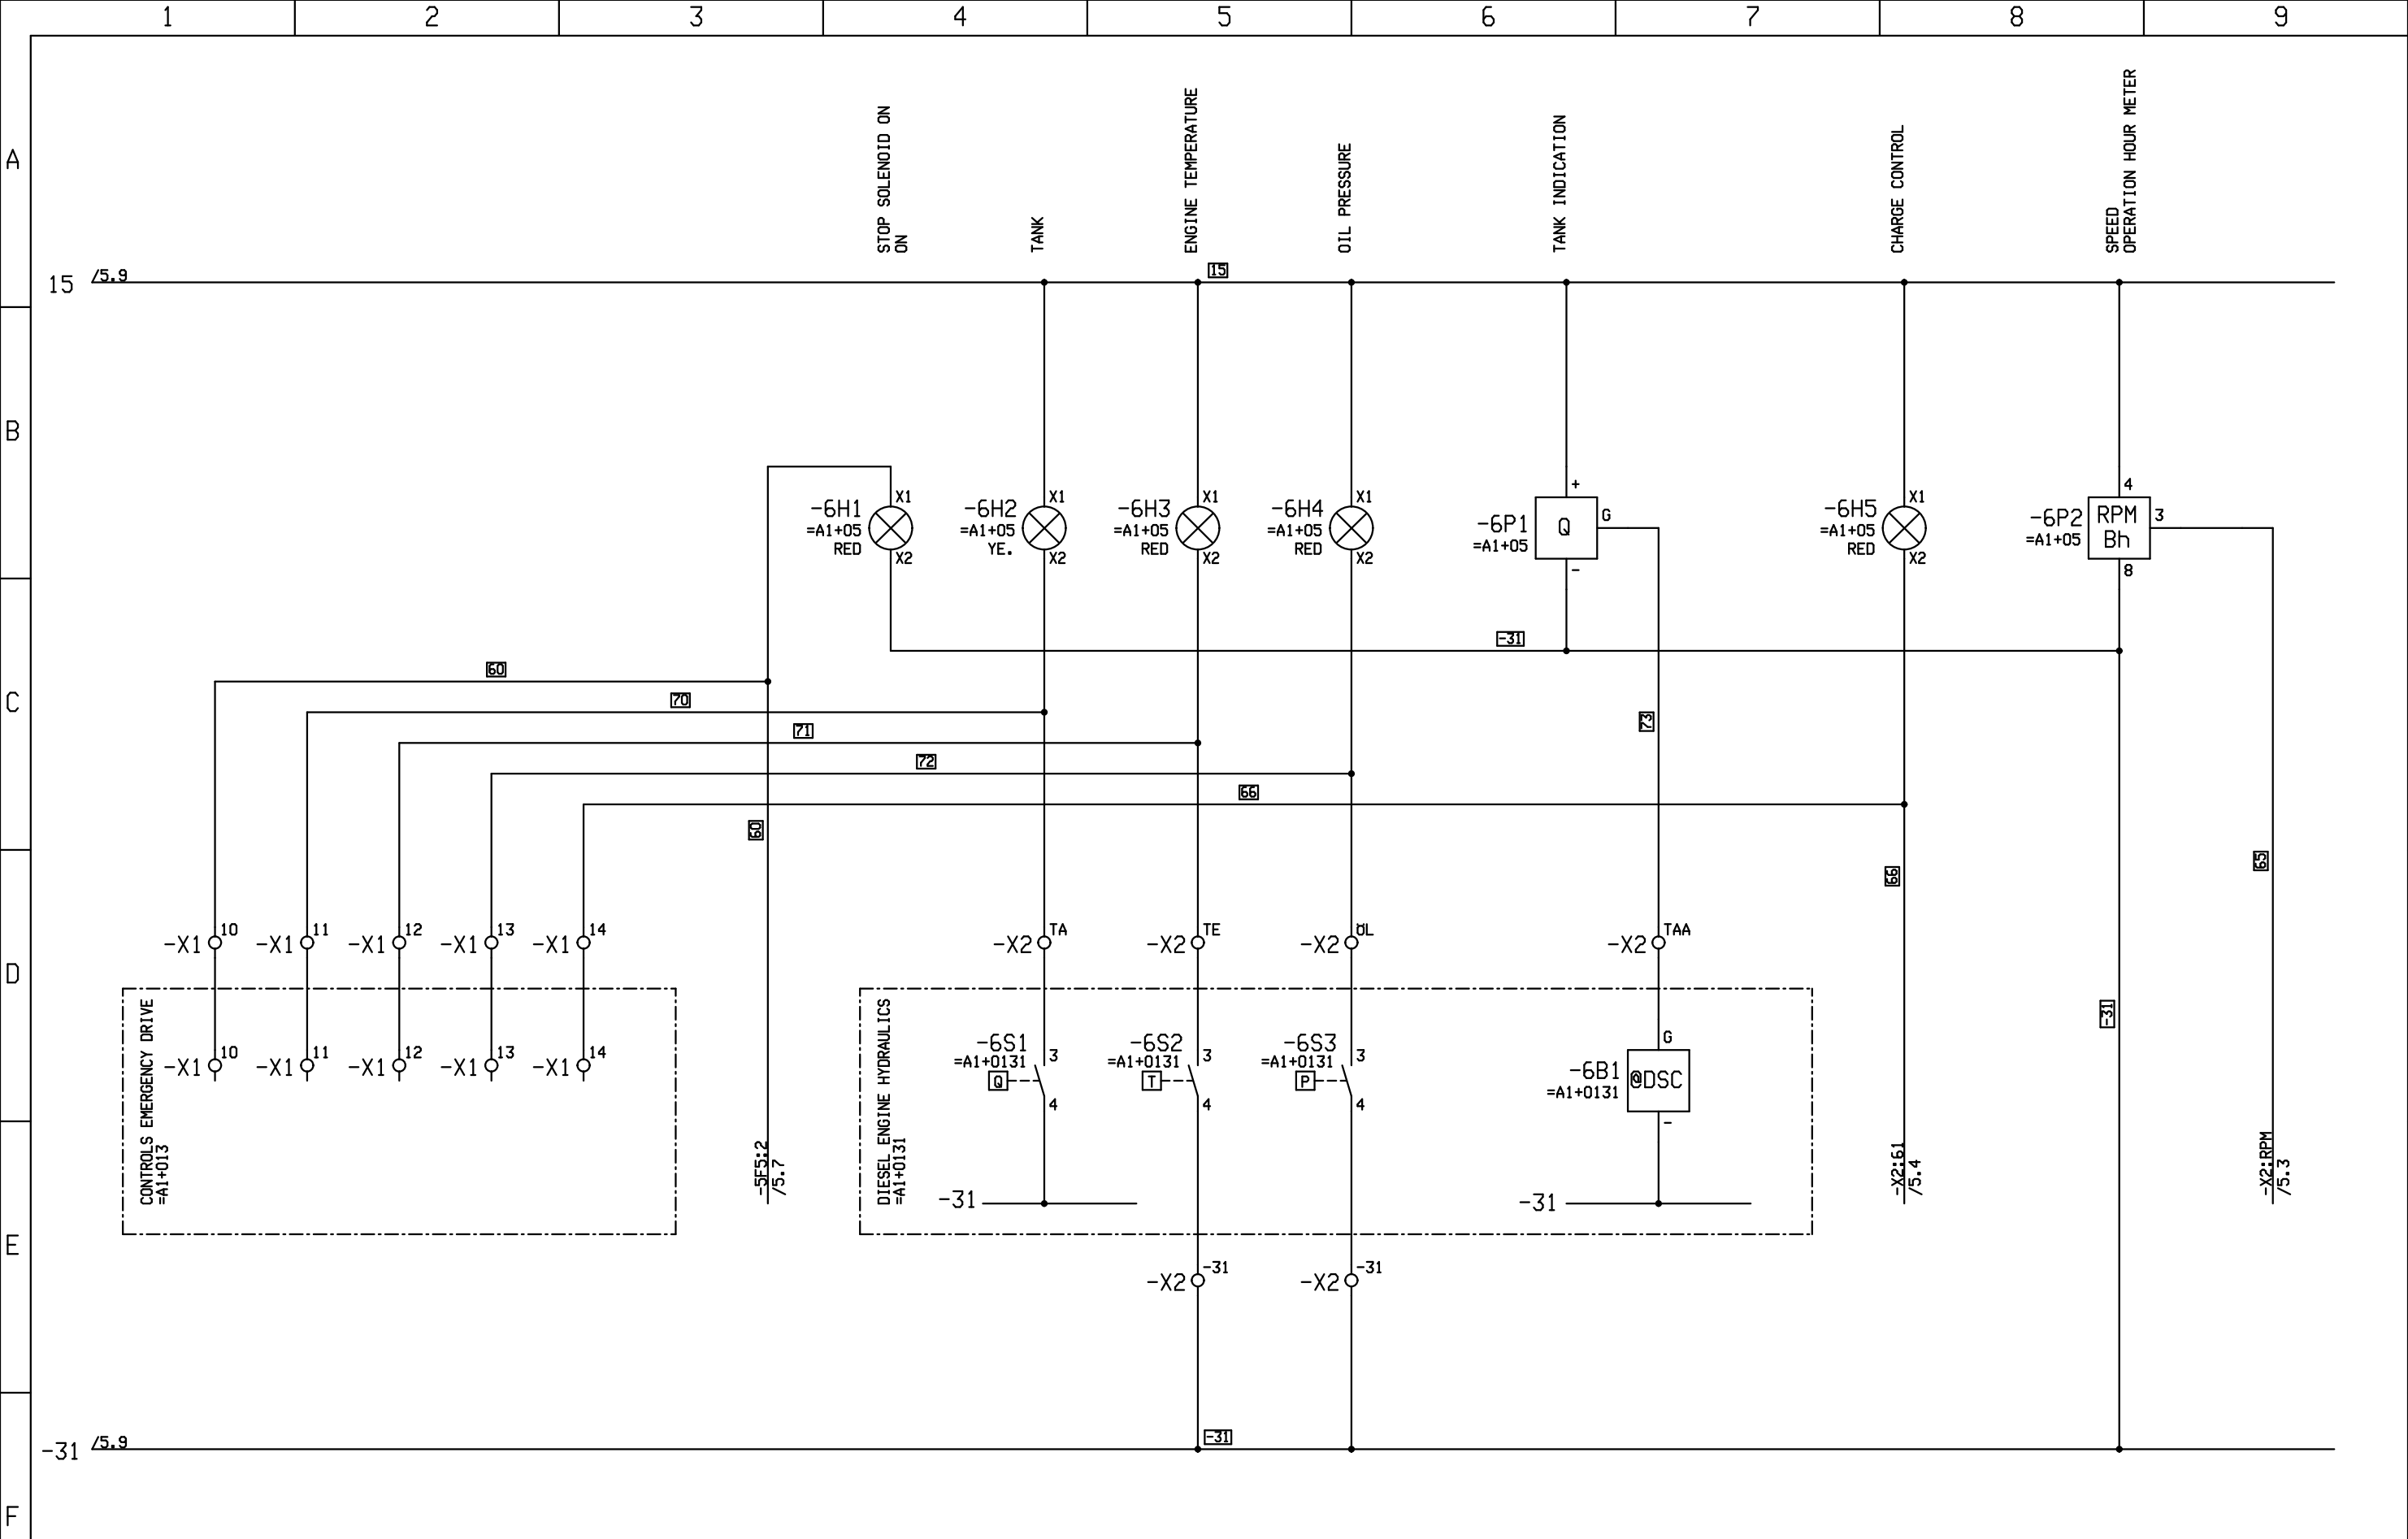 1
2
3
4
5
6
7
8
9
A
B
C
D
E
F
STOP SOLENOID ON
ON
TANK
ENGINE TEMPERATURE
OIL PRESSURE
TANK INDICATION
CHARGE CONTROL
SPEED
OPERATION HOUR METER
15
/5.9
15
-6H1
=A1+05
RED
X1
X2
-6H2
=A1+05
YE.
X1
X2
-6H3
=A1+05
RED
X1
X2
-6H4
=A1+05
RED
X1
X2
-6P1
=A1+05
+
Q
G
-
-6H5
=A1+05
RED
X1
X2
-6P2
=A1+05
4
RPM
Bh
3
8
-31
60
70
71
72
66
73
60
66
65
-31
-X1 10
-X1 11
-X1 12
-X1 13
-X1 14
-X2 TA
-X2 TE
-X2 ÖL
-X2 TAA
CONTROLS EMERGENCY DRIVE
=A1+013
-X1 10
-X1 11
-X1 12
-X1 13
-X1 14
-5F5:2
/5.7
DIESEL ENGINE HYDRAULICS
=A1+0131
-6S1
=A1+0131
Q
3
4
-6S2
=A1+0131
T
3
4
-6S3
=A1+0131
P
3
4
-6B1
=A1+0131
G
@DSC
-
-31
-31
-X2:61
/5.4
-X2:RPM
/5.3
-X2 -31
-X2 -31
-31
/5.9
-31